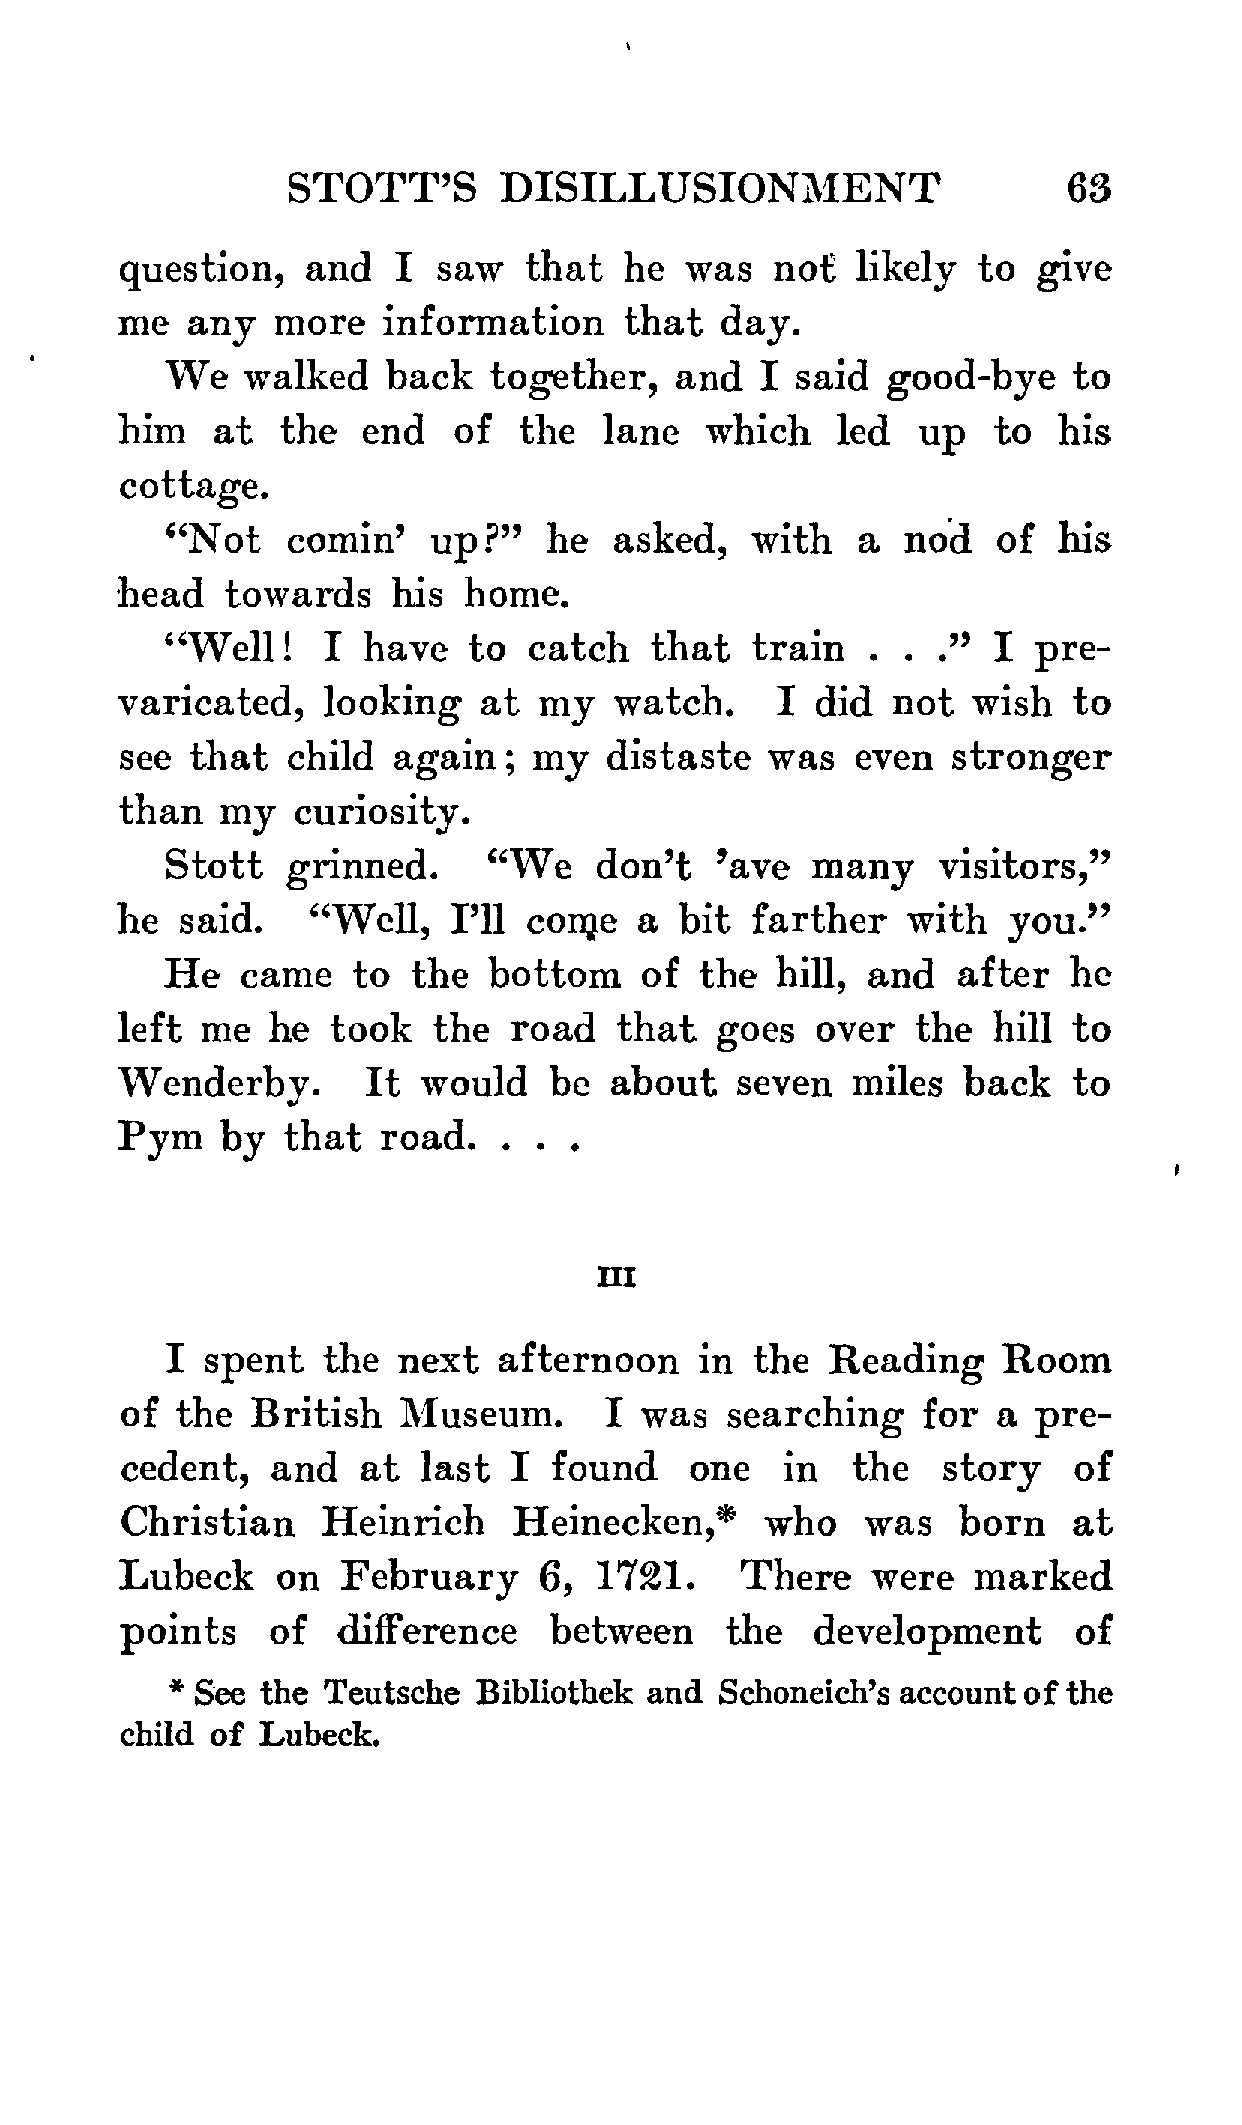 STOTT'S DISILLUSIONMENT 63
question, and I saw that he was not likely to give
me any more information that day.
We walked back together, and I said good-bye to
him at the end of the lane which led up to his
cottage.
“Not comin' up?” he asked, with a nod of his
head towards his home.
“Well! I have to catch that train . . .” I pre-
varicated, looking at my watch. I did not wish to
see that child again; my distaste was even stronger
than my curiosity.
Stott grinned. “We don't 'ave many visitors,”
he said. “Well, I'll come a bit farther with you.”
He came to the bottom of the hill, and after he
left me he took the road that goes over the hill to
Wenderby. It would be about seven miles back to
Pym by that road. . . .
III
I spent the next afternoon in the Reading Room
of the British Museum. I was searching for a pre-
cedent, and at last I found one in the story of
Christian Heinrich Heinecken,* who was born at
Lubeck on February 6, 1721. There were marked
points of difference between the development of
* See the Teutsche Bibliothek and Schoneich's account of the
child of Lubeck.